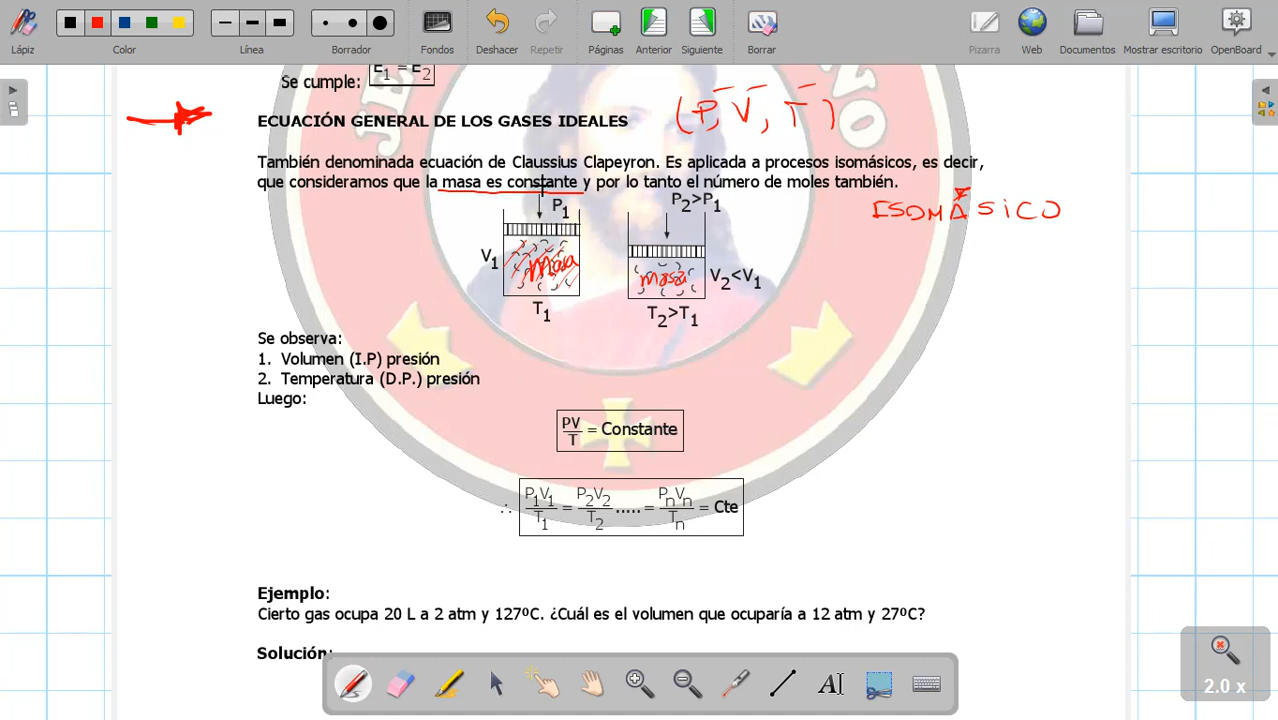 Lápiz Color Línea Borrador Fondos Deshacer Repetir Páginas Anterior Siguiente Borrar Pizarra Web Documentos Mostrar escritorio OpenBoard
Se cumple: E1 = E2
ECUACIÓN GENERAL DE LOS GASES IDEALES (P, V, T)
También denominada ecuación de Claussius Clapeyron. Es aplicada a procesos isomásicos, es decir,
que consideramos que la masa es constante y por lo tanto el número de moles también.
ISOMÁSICO
P1 P2>P1
V1 masa masa V2<V1
T1 T2>T1
Se observa:
1. Volumen (I.P) presión
2. Temperatura (D.P.) presión
Luego:
PV/T = Constante
∴ P1V1/T1 = P2V2/T2 ..... = PnVn/Tn = Cte
Ejemplo:
Cierto gas ocupa 20 L a 2 atm y 127ºC. ¿Cuál es el volumen que ocuparía a 12 atm y 27ºC?
Solución:
2.0 x